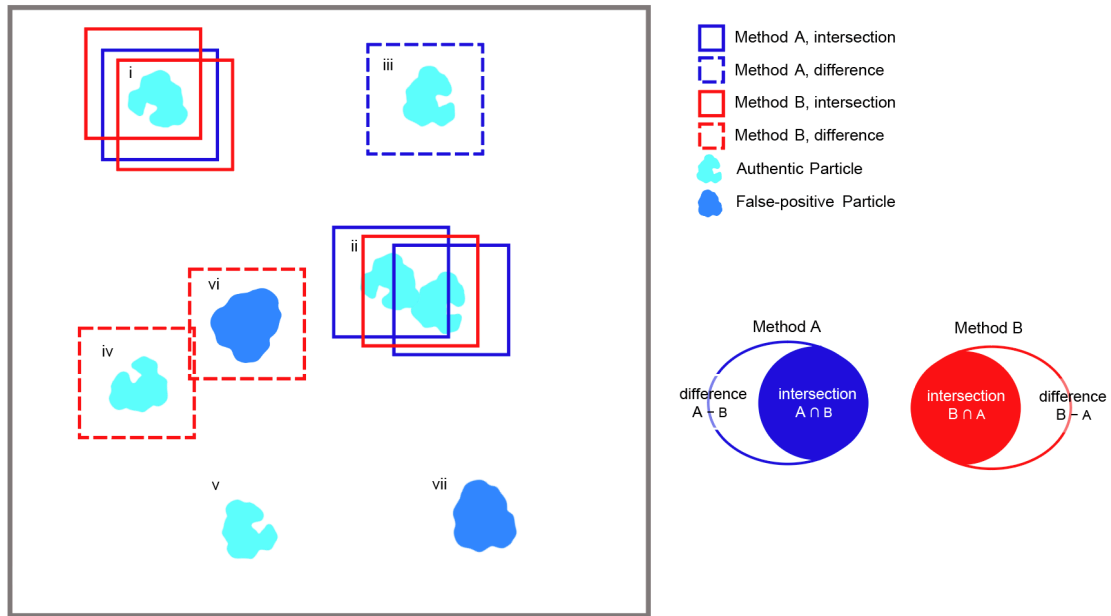 i
iii
ii
vi
iv
v
vii
Method A, intersection
Method A, difference
Method B, intersection
Method B, difference
Authentic Particle
False-positive Particle
Method A
difference
A − B
intersection
A ∩ B
Method B
intersection
B ∩ A
difference
B − A